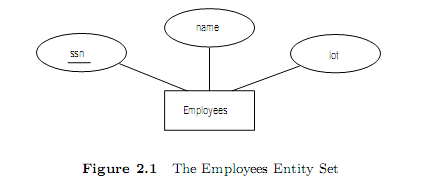 name
ssn
lot
Employees
Figure 2.1 The Employees Entity Set